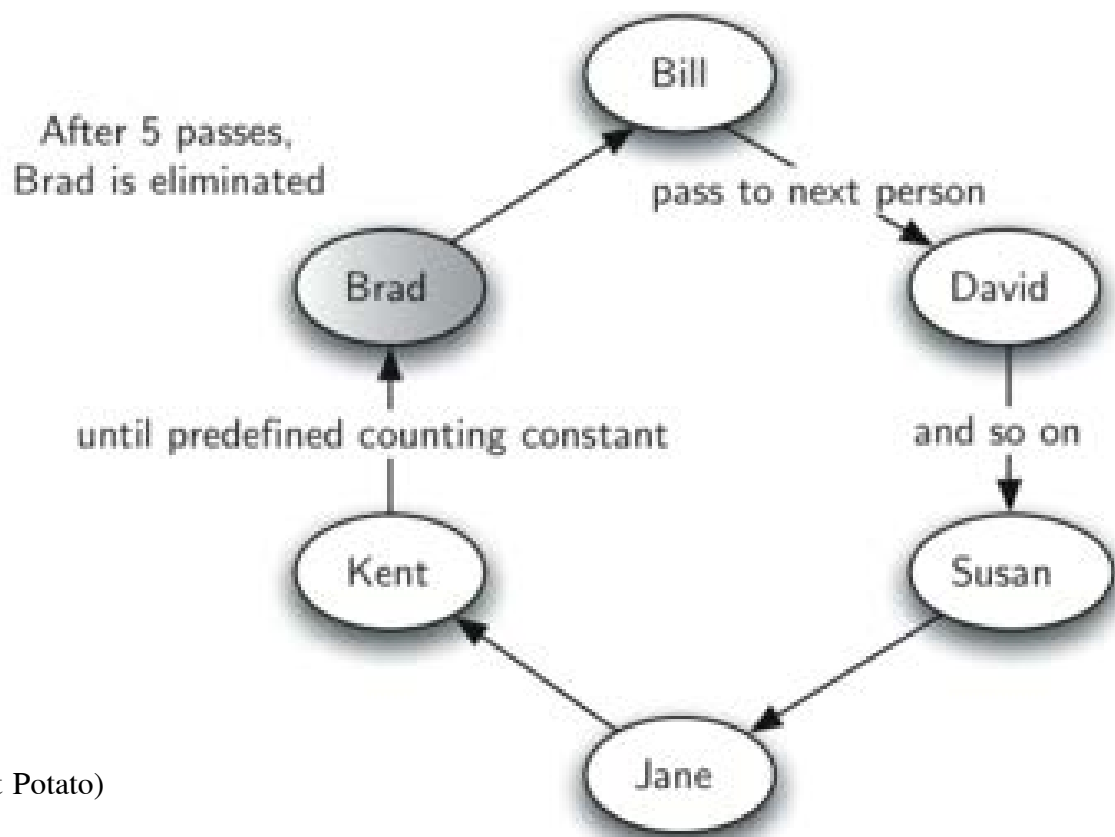 Bill
After 5 passes,
Brad is eliminated
pass to next person
Brad
David
until predefined counting constant
and so on
Kent
Susan
Jane
Potato)